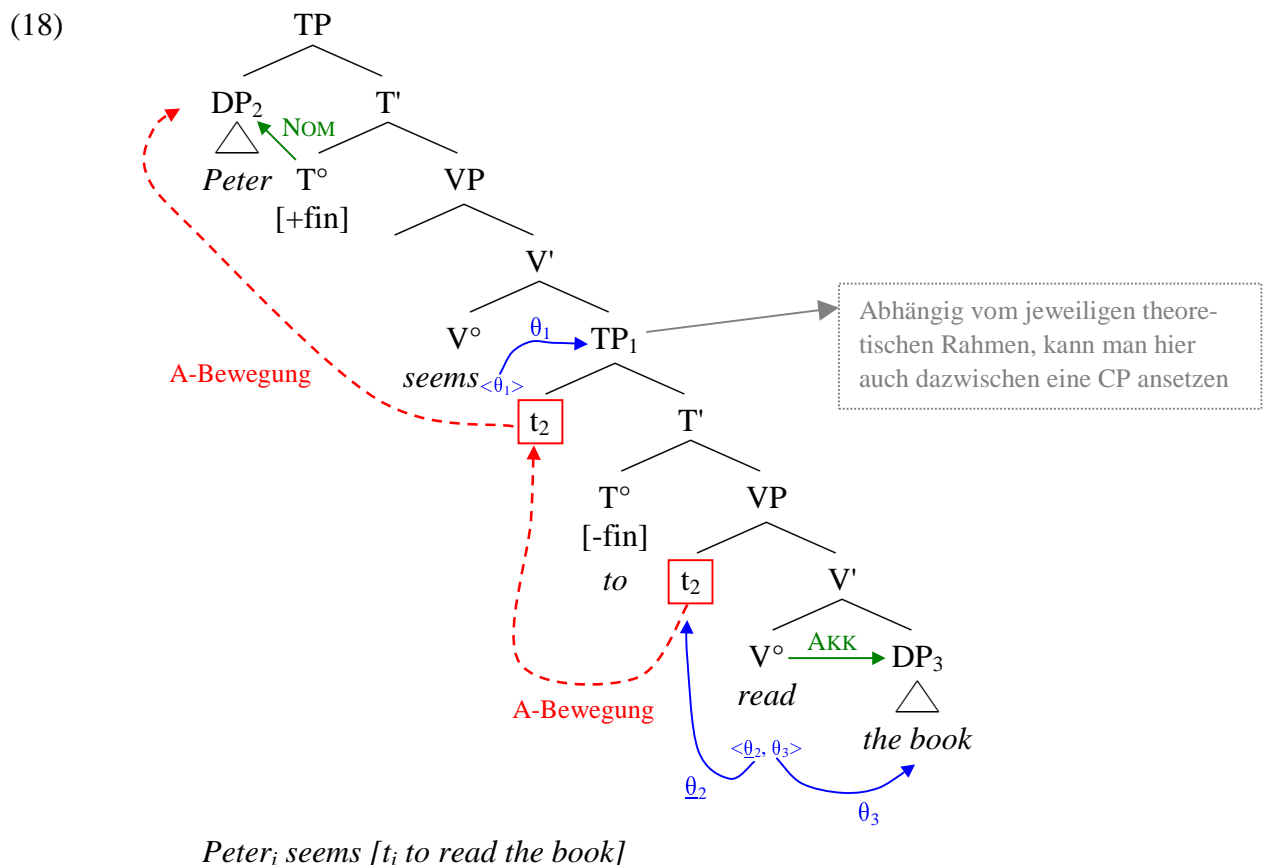 (18)
TP
DP₂ T'
NOM
Peter T° VP
[+fin]
V'
V° θ₁ TP₁
seems<θ₁>
Abhängig vom jeweiligen theore-
tischen Rahmen, kann man hier
auch dazwischen eine CP ansetzen
A-Bewegung
t₂ T'
T° VP
[-fin]
to t₂ V'
V° AKK DP₃
read
A-Bewegung
the book
<θ̲₂, θ₃>
θ̲₂
θ₃
Peterᵢ seems [tᵢ to read the book]